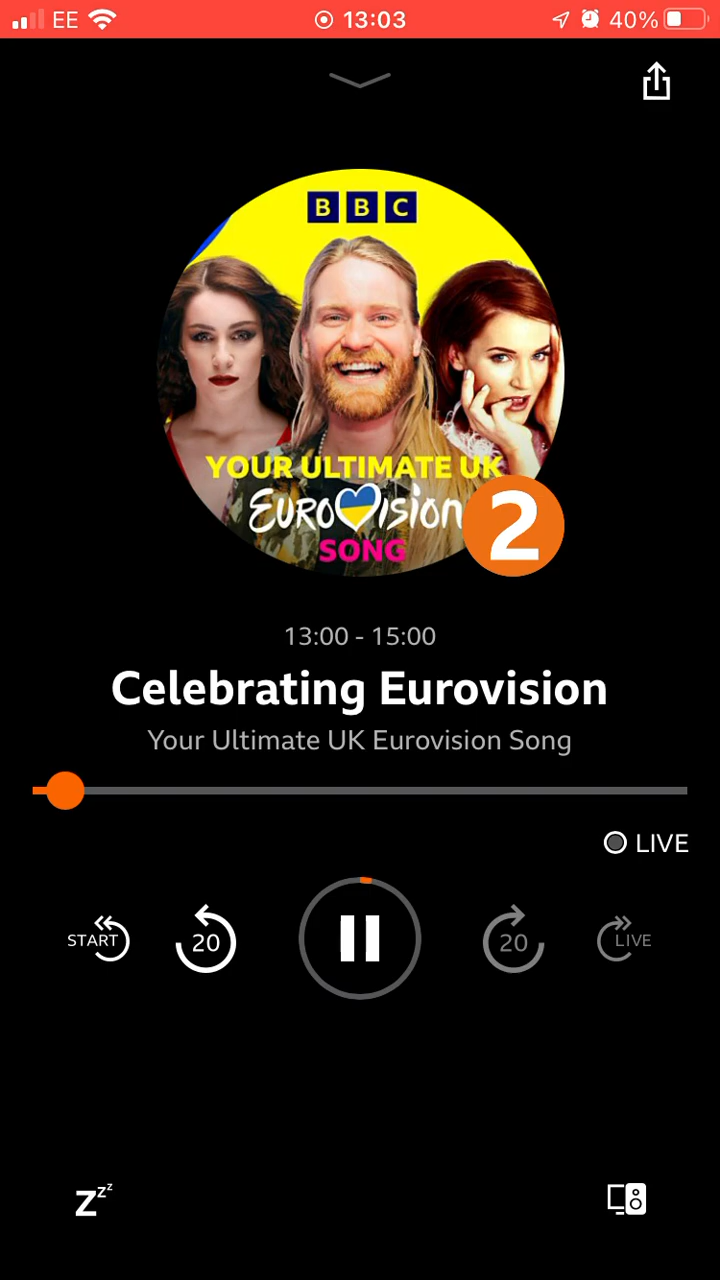 EE 13:03 40%
BBC
YOUR ULTIMATE UK
EUROVISION
SONG
2
13:00 - 15:00
Celebrating Eurovision
Your Ultimate UK Eurovision Song
LIVE
START 20 20 LIVE
Zzz